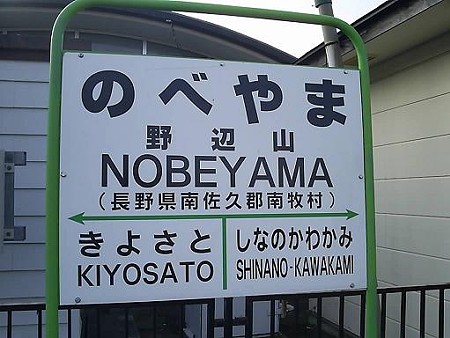 のべやま
野辺山
NOBEYAMA
(長野県南佐久郡南牧村)
きよさと しなのかわかみ
KIYOSATO SHINANO-KAWAKAMI